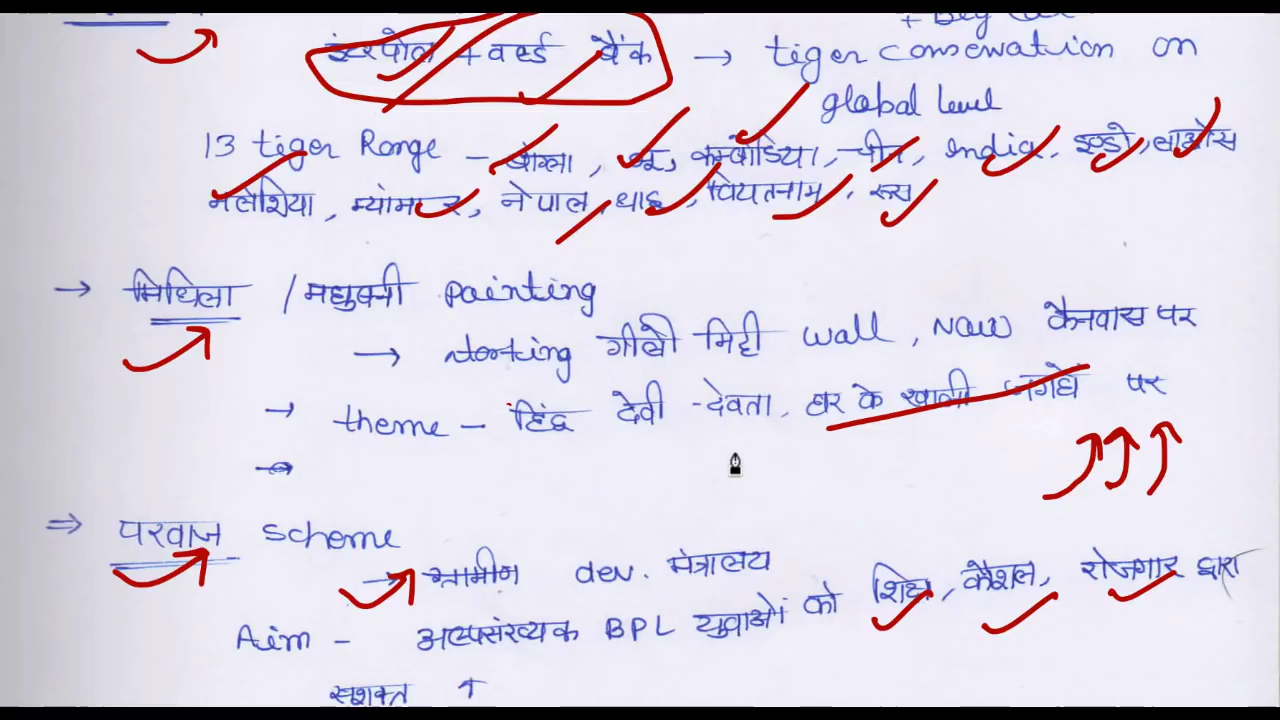 इंटरपोल + वर्ल्ड बैंक → tiger conservation on
global level
13 tiger Range - बांग्ला, भू, कम्बोडिया, चीन, India, इण्डो, लाओस
मलेशिया, म्यांमार, नेपाल, थाइ, वियतनाम, रूस
→ मिथिला / मधुबनी painting
→ starting गीली मिट्टी wall, Now कैनवास पर
→ theme - हिंदू देवी-देवता, घर के खाली जगहें पर
→
⇒ परवाज scheme
→ ग्रामीण dev. मंत्रालय
Aim - अल्पसंख्यक BPL युवाओं को शिक्षा, कौशल, रोजगार द्वारा
सशक्त ↑